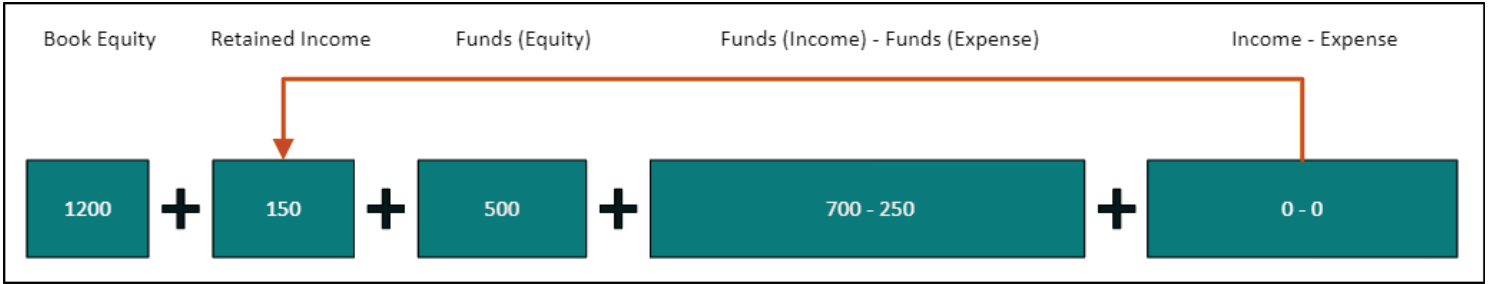 Book Equity Retained Income Funds (Equity) Funds (Income) - Funds (Expense) Income - Expense
1200 + 150 + 500 + 700 - 250 + 0 - 0